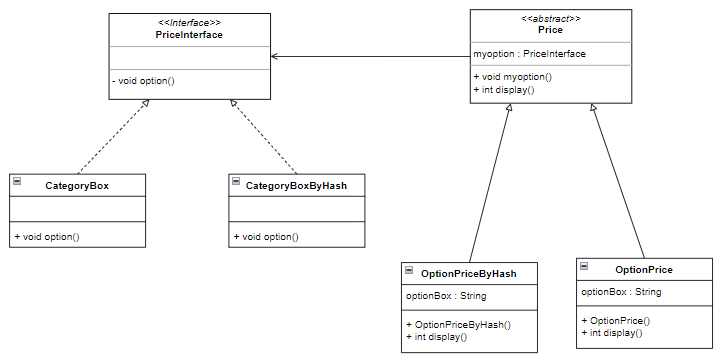 <<Interface>>
PriceInterface
- void option()
<<abstract>>
Price
myoption : PriceInterface
+ void myoption()
+ int display()
CategoryBox
+ void option()
CategoryBoxByHash
+ void option()
OptionPriceByHash
optionBox : String
+ OptionPriceByHash()
+ int display()
OptionPrice
optionBox : String
+ OptionPrice()
+ int display()